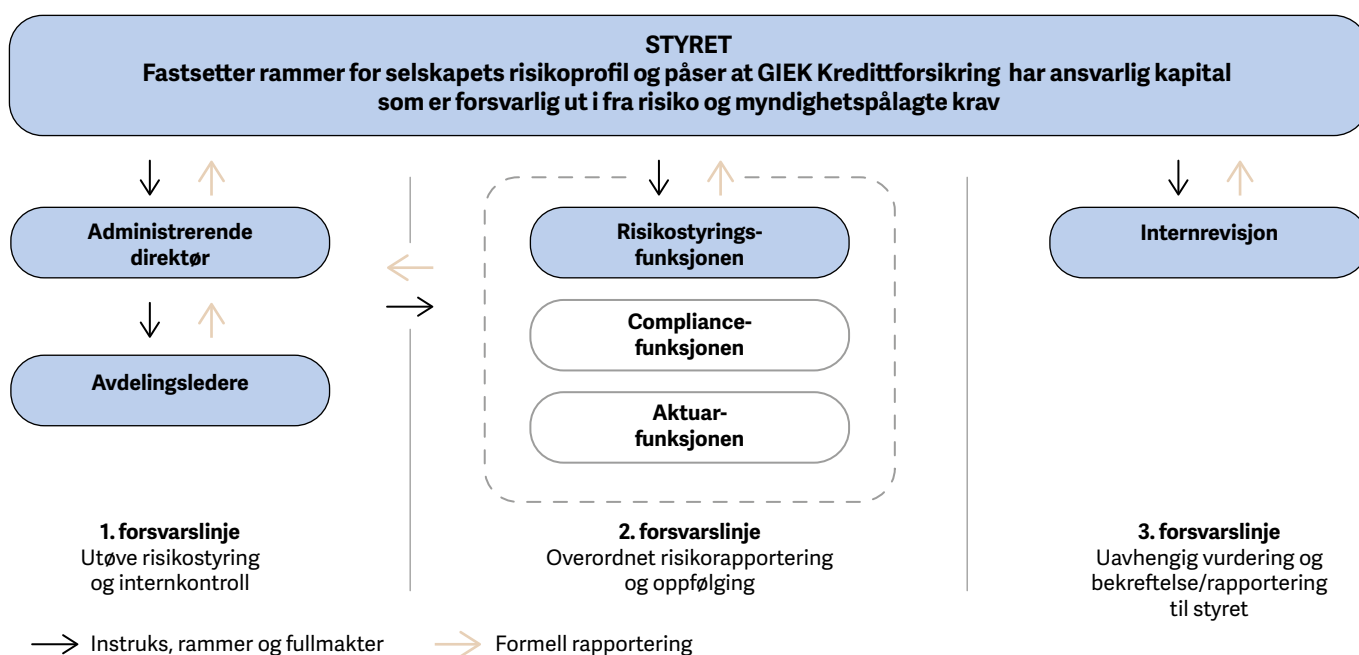 STYRET
Fastsetter rammer for selskapets risikoprofil og påser at GIEK Kredittforsikring har ansvarlig kapital
som er forsvarlig ut i fra risiko og myndighetspålagte krav
Administrerende
direktør
Avdelingsledere
1. forsvarslinje
Utøve risikostyring
og internkontroll
Risikostyrings-
funksjonen
Compliance-
funksjonen
Aktuar-
funksjonen
2. forsvarslinje
Overordnet risikorapportering
og oppfølging
Internrevisjon
3. forsvarslinje
Uavhengig vurdering og
bekreftelse/rapportering
til styret
Instruks, rammer og fullmakter
Formell rapportering